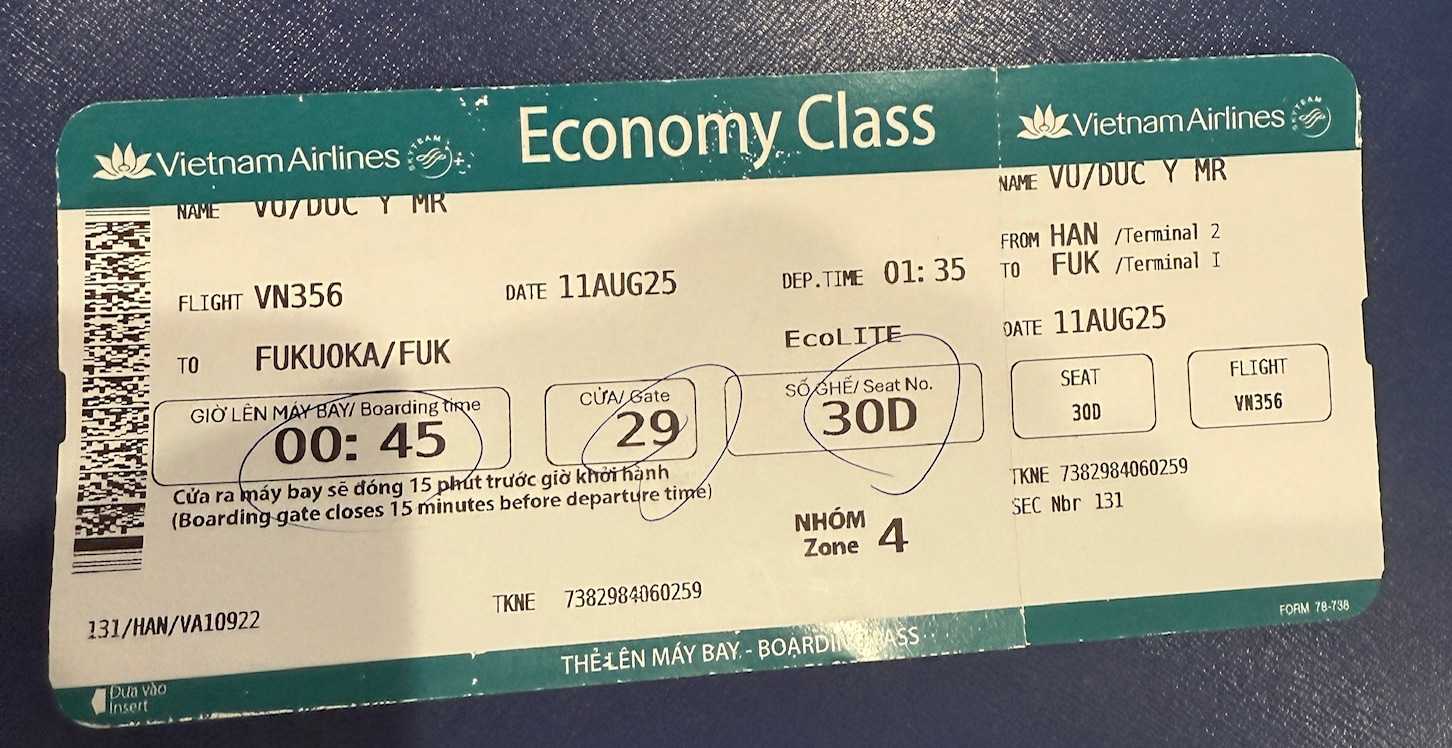 Vietnam Airlines SKYTEAM
Economy Class
NAME VU/DUC Y MR
FLIGHT VN356 DATE 11AUG25 DEP.TIME 01:35
EcoLITE
TO FUKUOKA/FUK
GIỜ LÊN MÁY BAY/ Boarding time
00:45
CỬA/ Gate
29
SỐ GHẾ/ Seat No.
30D
Cửa ra máy bay sẽ đóng 15 phút trước giờ khởi hành
(Boarding gate closes 15 minutes before departure time)
NHÓM
Zone 4
TKNE 7382984060259
131/HAN/VA10922
THẺ LÊN MÁY BAY - BOARDING PASS
Đưa vào
Insert
Vietnam Airlines SKYTEAM
NAME VU/DUC Y MR
FROM HAN /Terminal 2
TO FUK /Terminal I
DATE 11AUG25
SEAT
30D
FLIGHT
VN356
TKNE 7382984060259
SEC Nbr 131
FORM 78-738